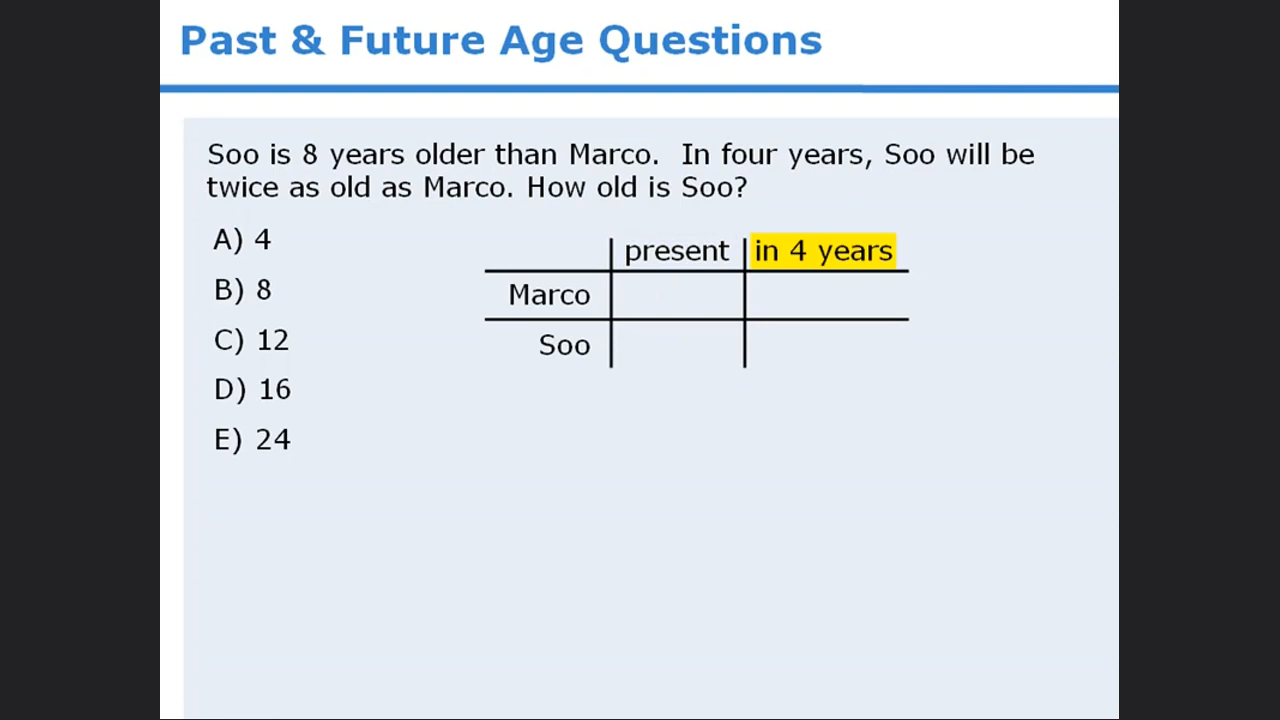 Past & Future Age Questions
Soo is 8 years older than Marco. In four years, Soo will be
twice as old as Marco. How old is Soo?
A) 4
B) 8
C) 12
D) 16
E) 24
present in 4 years
Marco
Soo